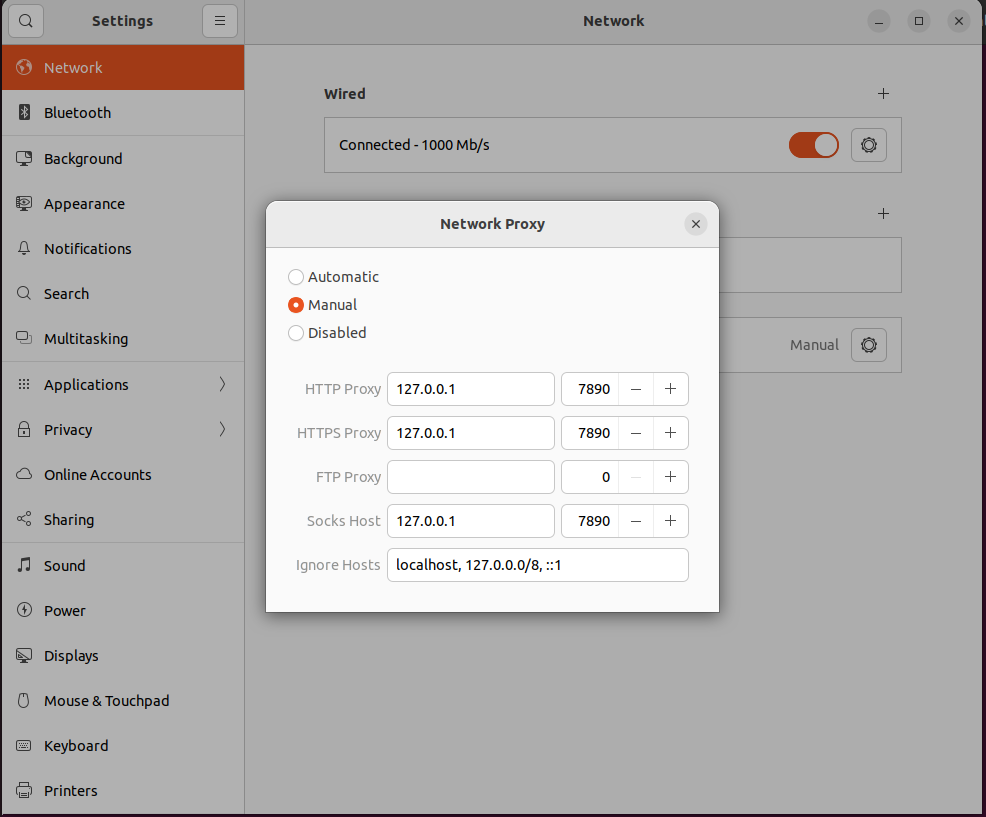 Settings
Network
Network
Bluetooth
Background
Appearance
Notifications
Search
Multitasking
Applications
Privacy
Online Accounts
Sharing
Sound
Power
Displays
Mouse & Touchpad
Keyboard
Printers
Wired
Connected - 1000 Mb/s
Manual
Network Proxy
Automatic
Manual
Disabled
HTTP Proxy 127.0.0.1 7890
HTTPS Proxy 127.0.0.1 7890
FTP Proxy 0
Socks Host 127.0.0.1 7890
Ignore Hosts localhost, 127.0.0.0/8, ::1